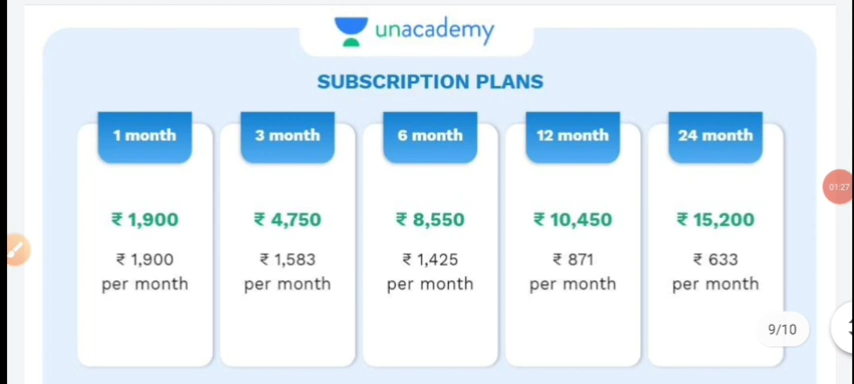 unacademy
SUBSCRIPTION PLANS
1 month
3 month
6 month
12 month
24 month
₹ 1,900
₹ 4,750
₹ 8,550
₹ 10,450
₹ 15,200
₹ 1,900
per month
₹ 1,583
per month
₹ 1,425
per month
₹ 871
per month
₹ 633
per month
01:27
9/10